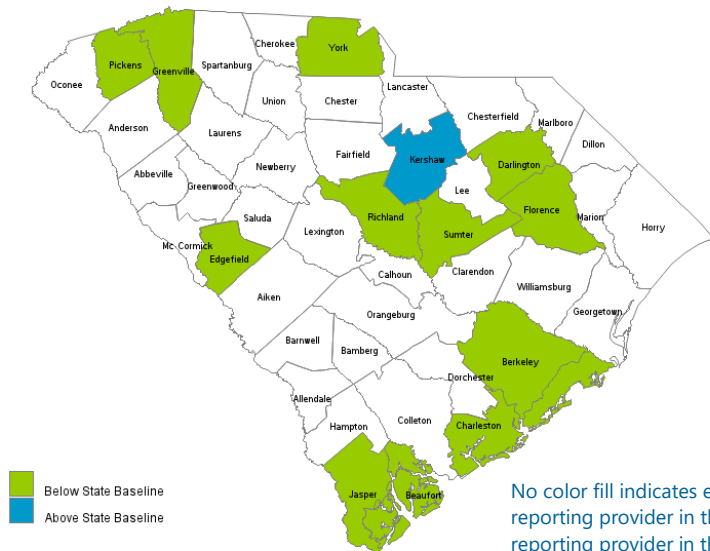 Cherokee
York
Pickens
Greenville
Spartanburg
Oconee
Lancaster
Union
Chester
Chesterfield
Marlboro
Anderson
Laurens
Dillon
Fairfield
Kershaw
Darlington
Newberry
Abbeville
Greenwood
Lee
Florence
Marion
Saluda
Richland
Horry
Lexington
Sumter
Mc Cormick
Edgefield
Calhoun
Clarendon
Williamsburg
Aiken
Georgetown
Orangeburg
Barnwell
Bamberg
Berkeley
Dorchester
Allendale
Colleton
Charleston
Hampton
Jasper
Beaufort
Below State Baseline
Above State Baseline
No color fill indicates
reporting provider in
reporting provider in